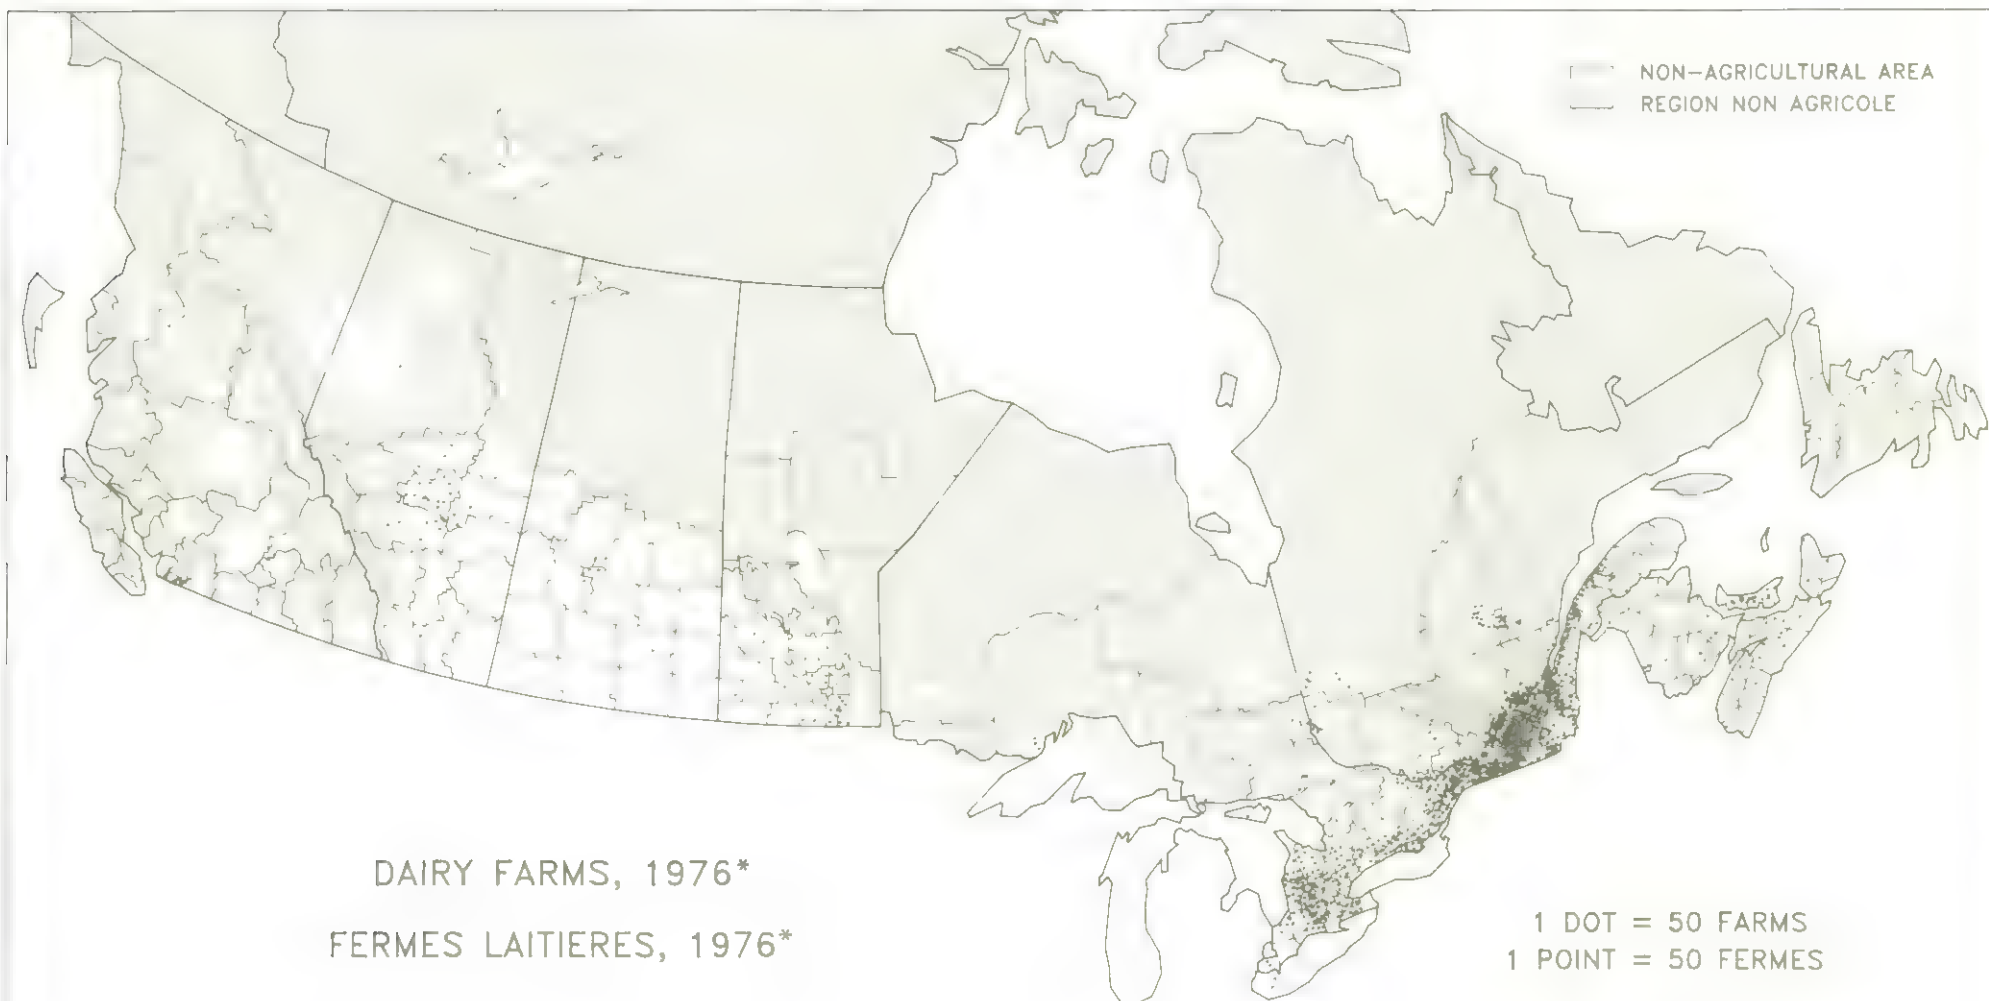 NON-AGRICULTURAL AREA
REGION NON AGRICOLE
DAIRY FARMS, 1976*
FERMES LAITIERES, 1976*
1 DOT = 50 FARMS
1 POINT = 50 FERMES